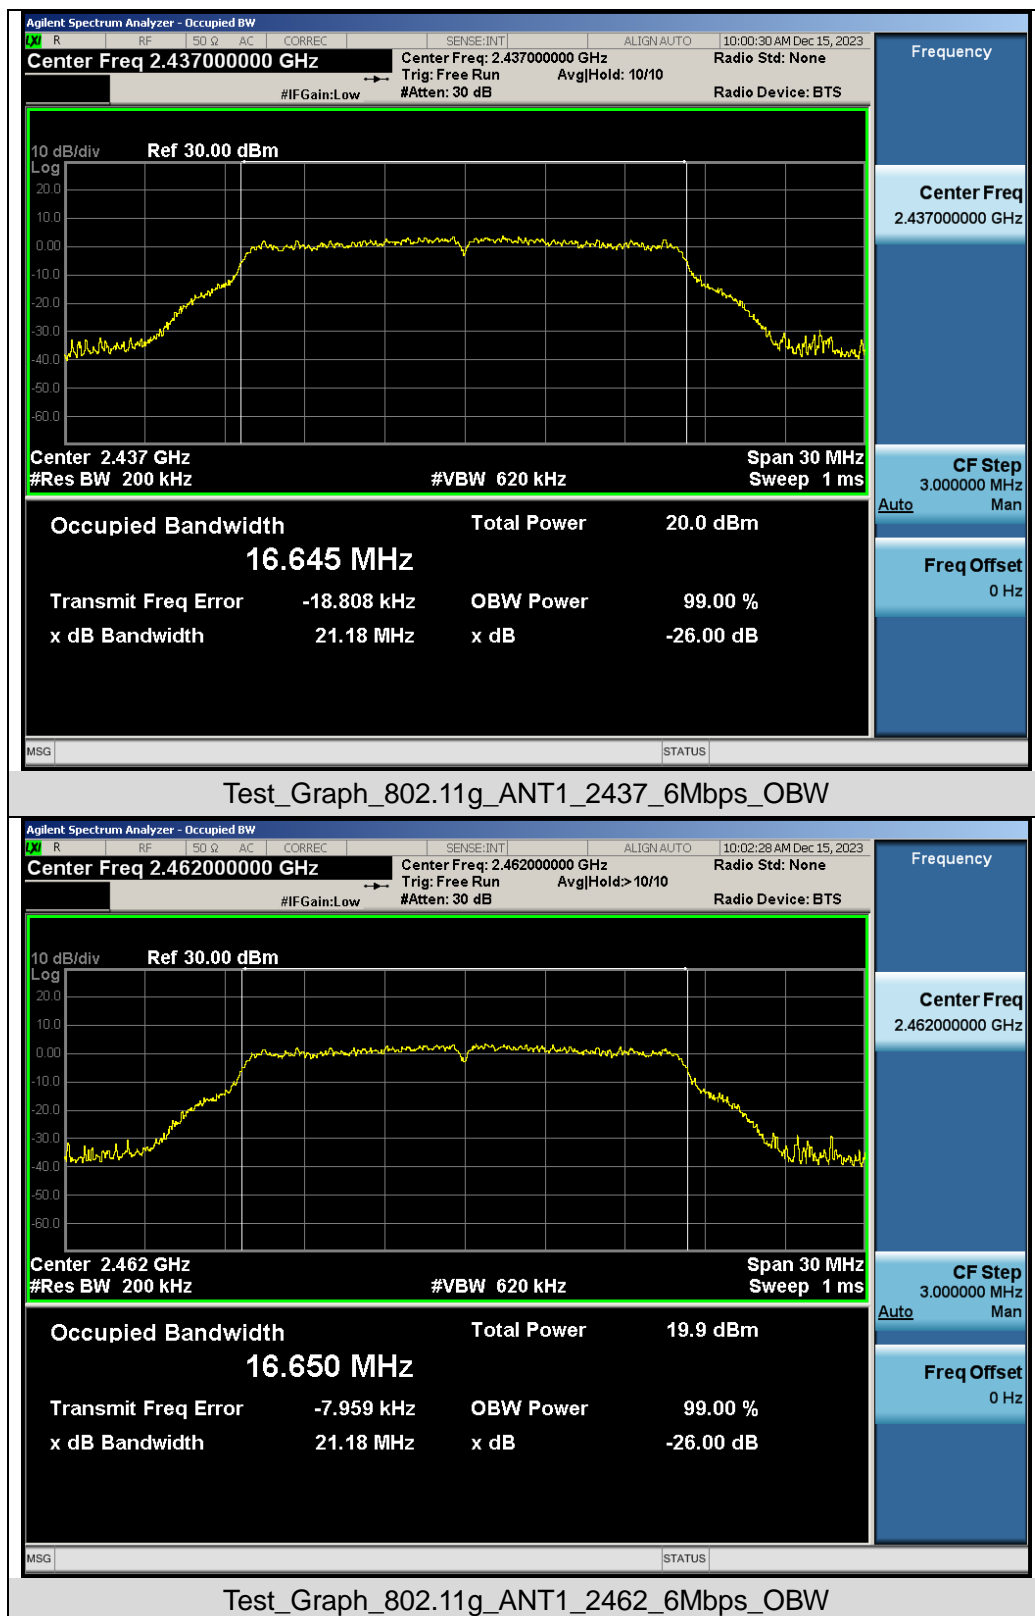 Agilent Spectrum Analyzer - Occupied BW
LXI R RF 50 Ω AC CORREC SENSE:INT ALIGN AUTO 10:00:30 AM Dec 15, 2023
Center Freq 2.437000000 GHz
Center Freq: 2.437000000 GHz
Radio Std: None
Trig: Free Run Avg|Hold: 10/10
#IFGain:Low #Atten: 30 dB Radio Device: BTS
Frequency
10 dB/div Ref 30.00 dBm
Log
20.0
10.0
0.00
-10.0
-20.0
-30.0
-40.0
-50.0
-60.0
Center Freq
2.437000000 GHz
Center 2.437 GHz Span 30 MHz
#Res BW 200 kHz #VBW 620 kHz Sweep 1 ms
CF Step
3.000000 MHz
Auto Man
Occupied Bandwidth Total Power 20.0 dBm
16.645 MHz
Freq Offset
0 Hz
Transmit Freq Error -18.808 kHz OBW Power 99.00 %
x dB Bandwidth 21.18 MHz x dB -26.00 dB
MSG STATUS
Test_Graph_802.11g_ANT1_2437_6Mbps_OBW
Agilent Spectrum Analyzer - Occupied BW
LXI R RF 50 Ω AC CORREC SENSE:INT ALIGN AUTO 10:02:28 AM Dec 15, 2023
Center Freq 2.462000000 GHz
Center Freq: 2.462000000 GHz
Radio Std: None
Trig: Free Run Avg|Hold:>10/10
#IFGain:Low #Atten: 30 dB Radio Device: BTS
Frequency
10 dB/div Ref 30.00 dBm
Log
20.0
10.0
0.00
-10.0
-20.0
-30.0
-40.0
-50.0
-60.0
Center Freq
2.462000000 GHz
Center 2.462 GHz Span 30 MHz
#Res BW 200 kHz #VBW 620 kHz Sweep 1 ms
CF Step
3.000000 MHz
Auto Man
Occupied Bandwidth Total Power 19.9 dBm
16.650 MHz
Freq Offset
0 Hz
Transmit Freq Error -7.959 kHz OBW Power 99.00 %
x dB Bandwidth 21.18 MHz x dB -26.00 dB
MSG STATUS
Test_Graph_802.11g_ANT1_2462_6Mbps_OBW